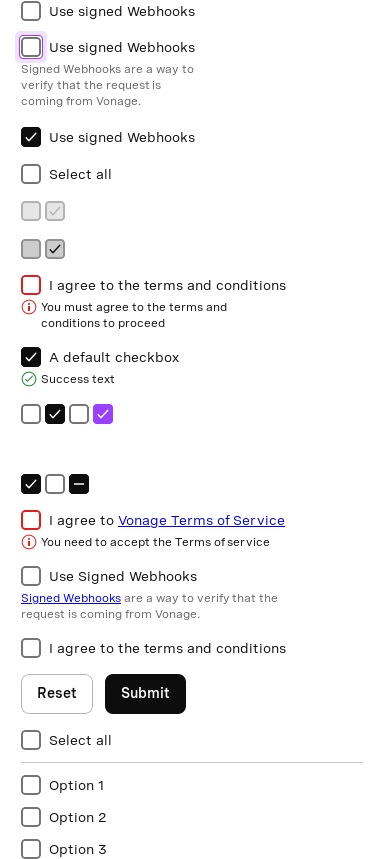 Use signed Webhooks
Use signed Webhooks
Signed Webhooks are a way to
verify that the request is
coming from Vonage.
Use signed Webhooks
Select all
I agree to the terms and conditions
You must agree to the terms and
conditions to proceed
A default checkbox
Success text
I agree to Vonage Terms of Service
You need to accept the Terms of service
Use Signed Webhooks
Signed Webhooks are a way to verify that the
request is coming from Vonage.
I agree to the terms and conditions
Reset Submit
Select all
Option 1
Option 2
Option 3